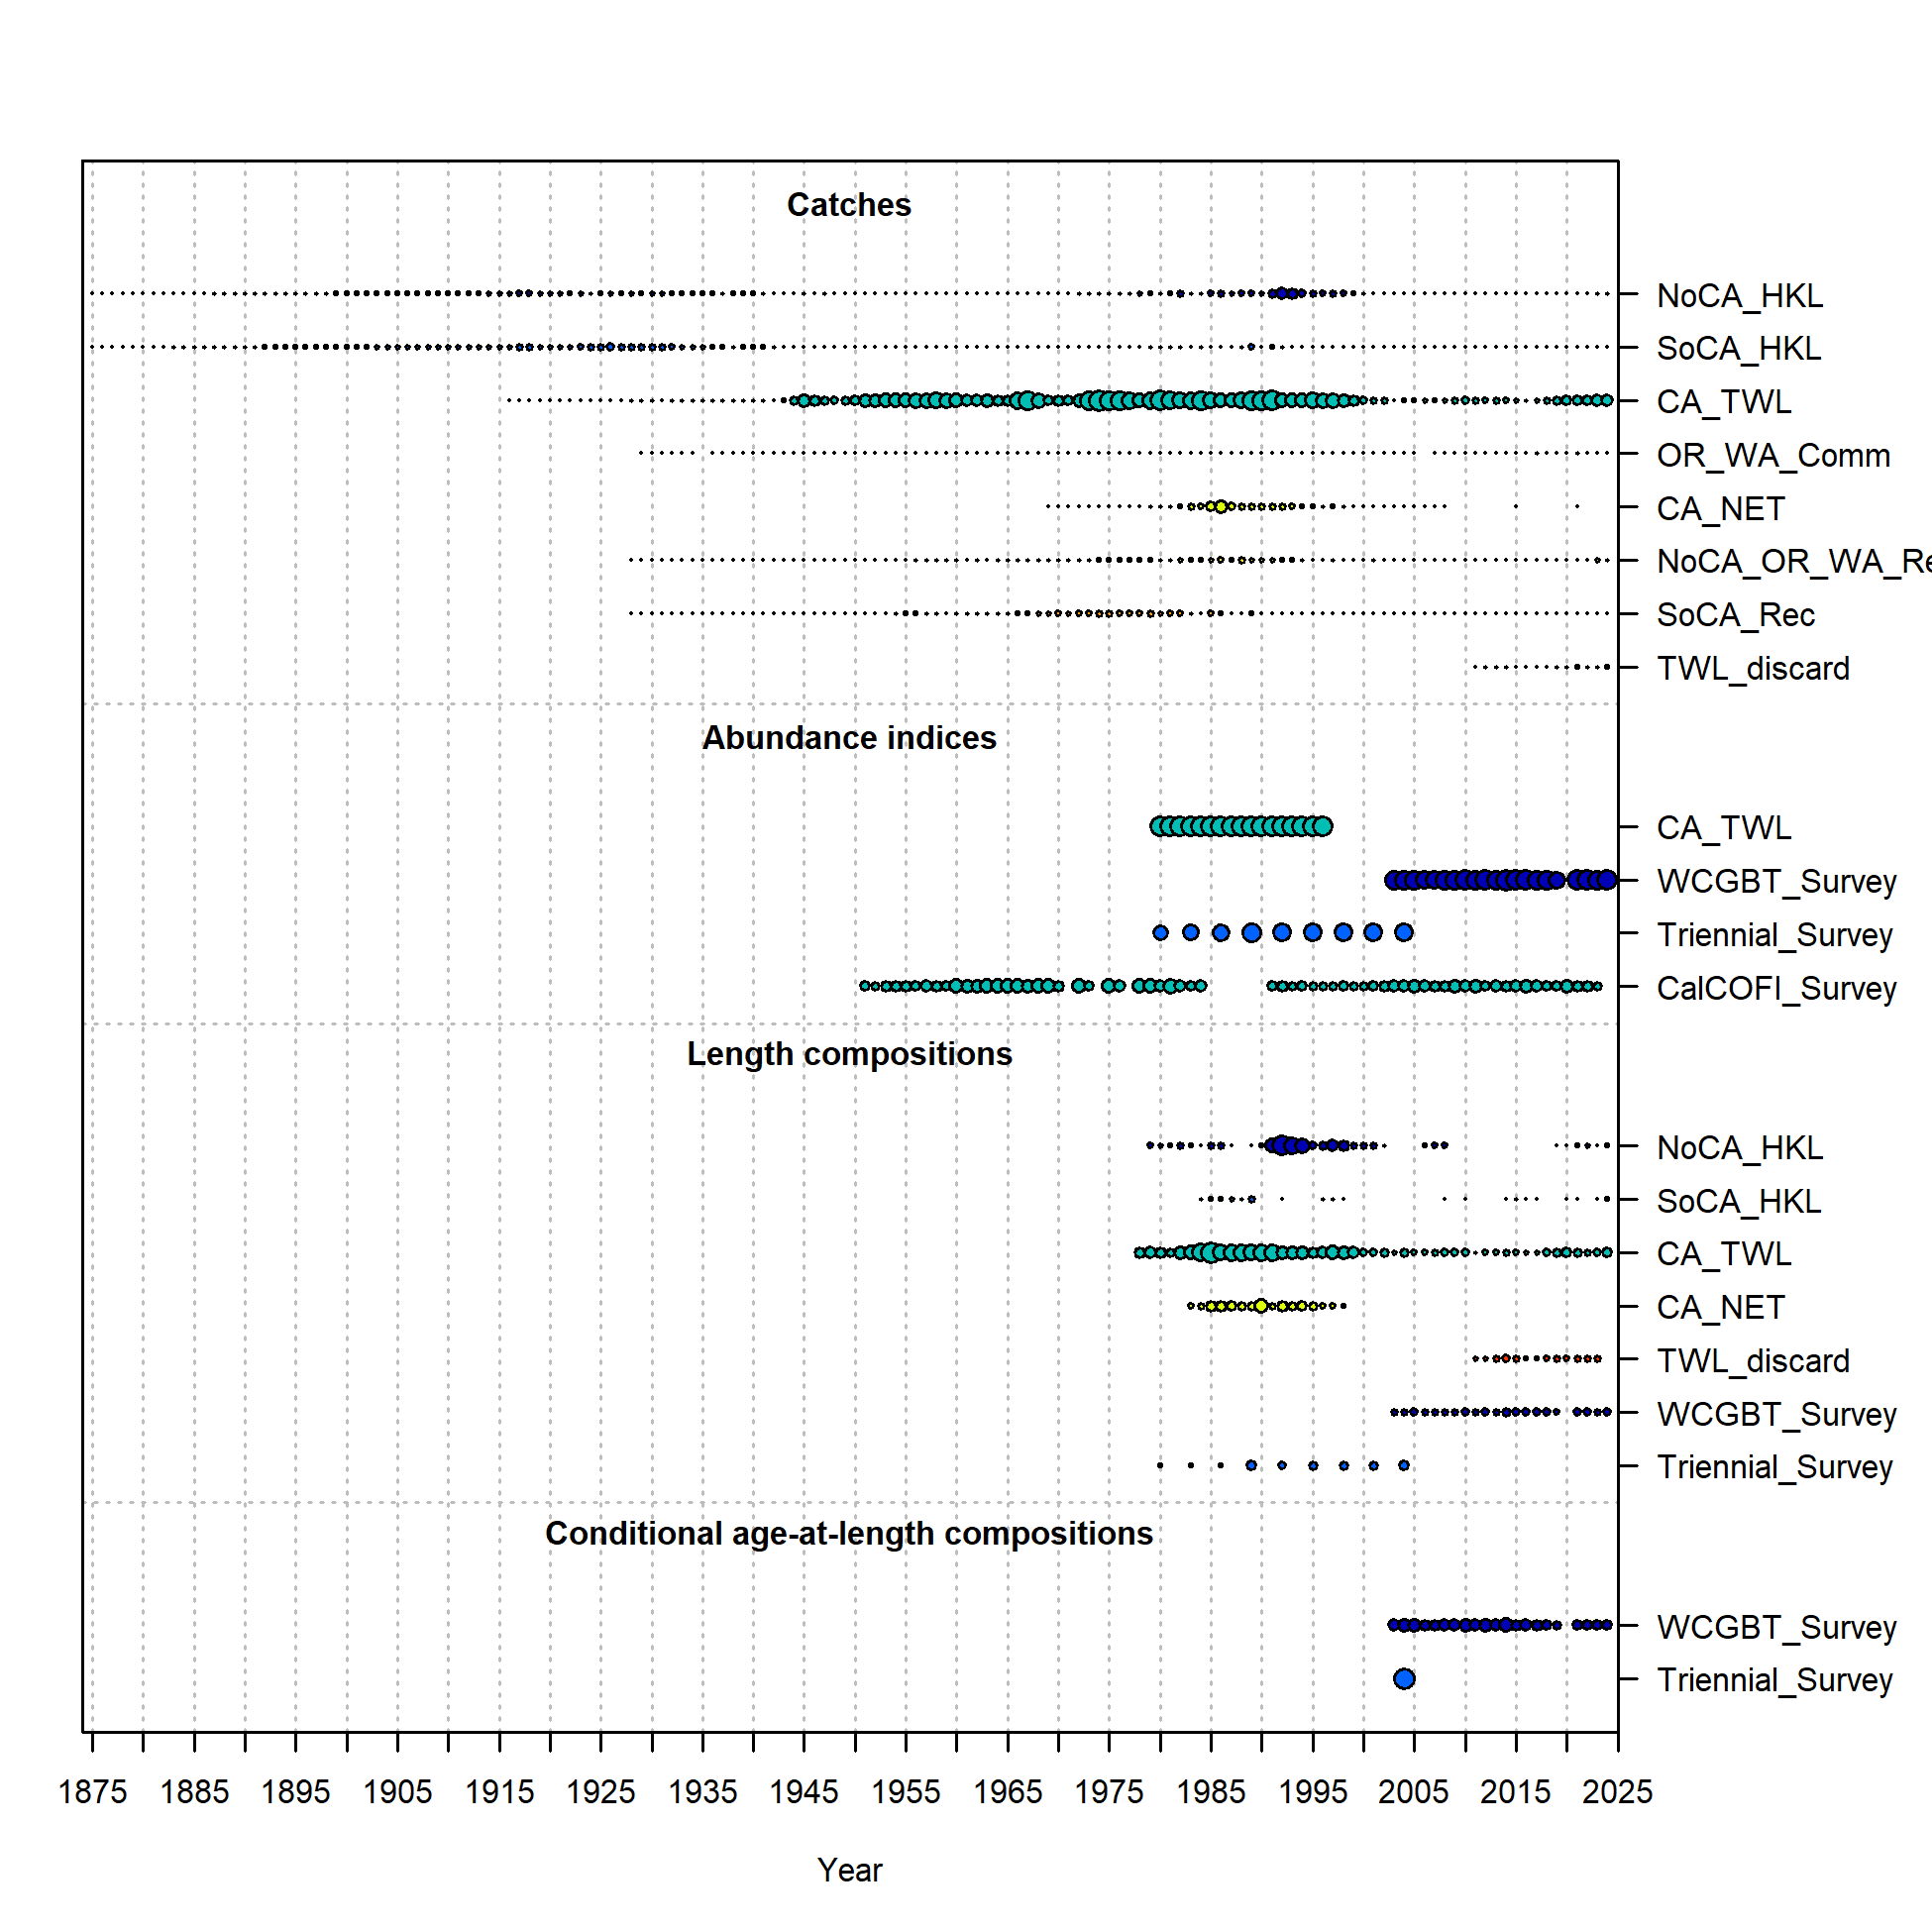 Catches
NoCA_HKL
SoCA_HKL
CA_TWL
OR_WA_Comm
CA_NET
NoCA_OR_WA_Re
SoCA_Rec
TWL_discard
Abundance indices
CA_TWL
WCGBT_Survey
Triennial_Survey
CalCOFI_Survey
Length compositions
NoCA_HKL
SoCA_HKL
CA_TWL
CA_NET
TWL_discard
WCGBT_Survey
Triennial_Survey
Conditional age-at-length compositions
WCGBT_Survey
Triennial_Survey
1875 1885 1895 1905 1915 1925 1935 1945 1955 1965 1975 1985 1995 2005 2015 2025
Year